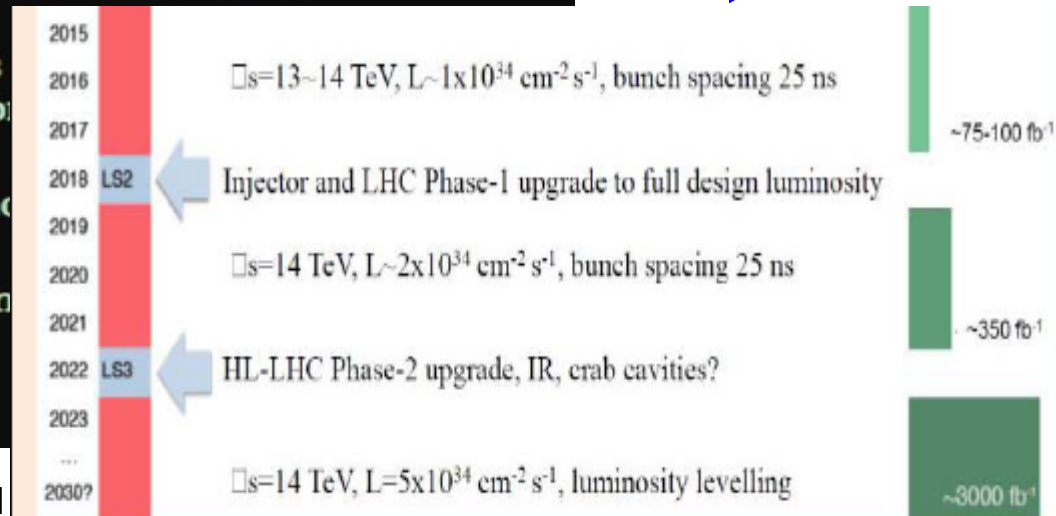 2015
2016
□s=13~14 TeV, L~1x10³⁴ cm⁻² s⁻¹, bunch spacing 25 ns
2017
~75-100 fb⁻¹
2018 LS2 Injector and LHC Phase-1 upgrade to full design luminosity
2019
2020
□s=14 TeV, L~2x10³⁴ cm⁻² s⁻¹, bunch spacing 25 ns
2021
~350 fb⁻¹
2022 LS3 HL-LHC Phase-2 upgrade, IR, crab cavities?
2023
...
2030?
□s=14 TeV, L=5x10³⁴ cm⁻² s⁻¹, luminosity levelling
~3000 fb⁻¹